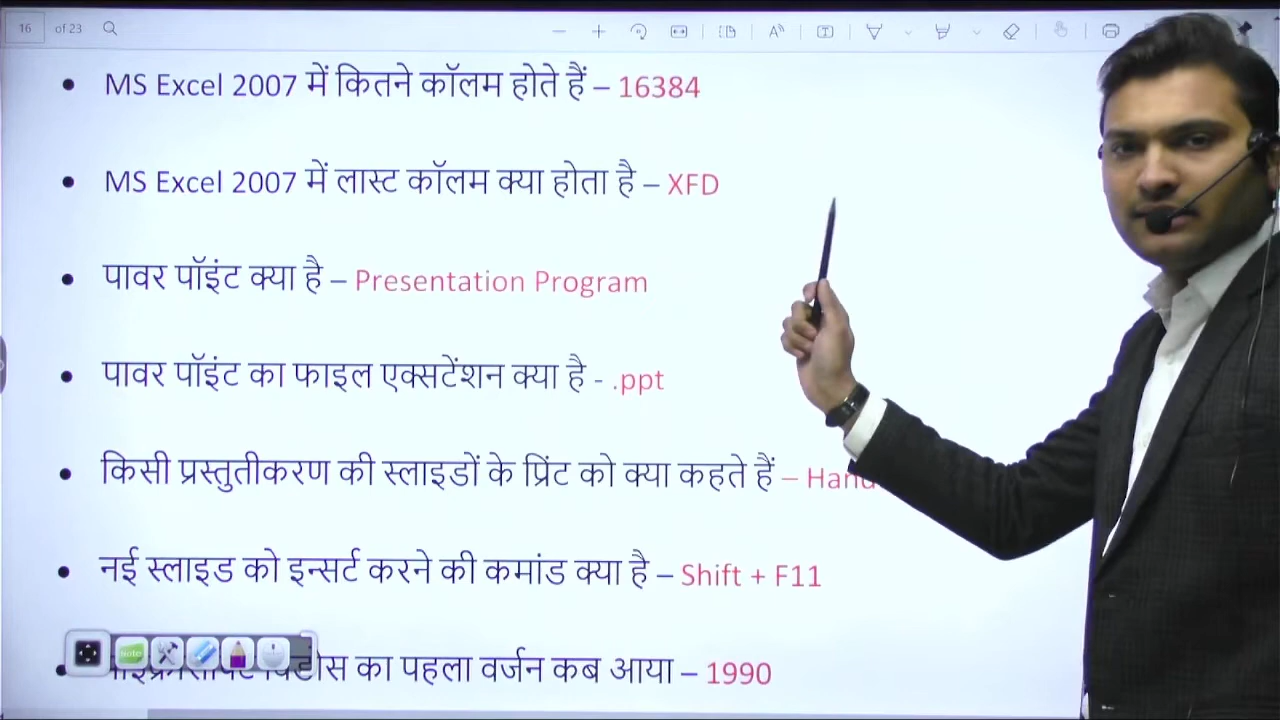 16 of 23
MS Excel 2007 में कितने कॉलम होते हैं – 16384
MS Excel 2007 में लास्ट कॉलम क्या होता है – XFD
पावर पॉइंट क्या है – Presentation Program
पावर पॉइंट का फाइल एक्सटेंशन क्या है - .ppt
किसी प्रस्तुतीकरण की स्लाइडों के प्रिंट को क्या कहते हैं –
नई स्लाइड को इन्सर्ट करने की कमांड क्या है – Shift + F11
का पहला वर्जन कब आया – 1990